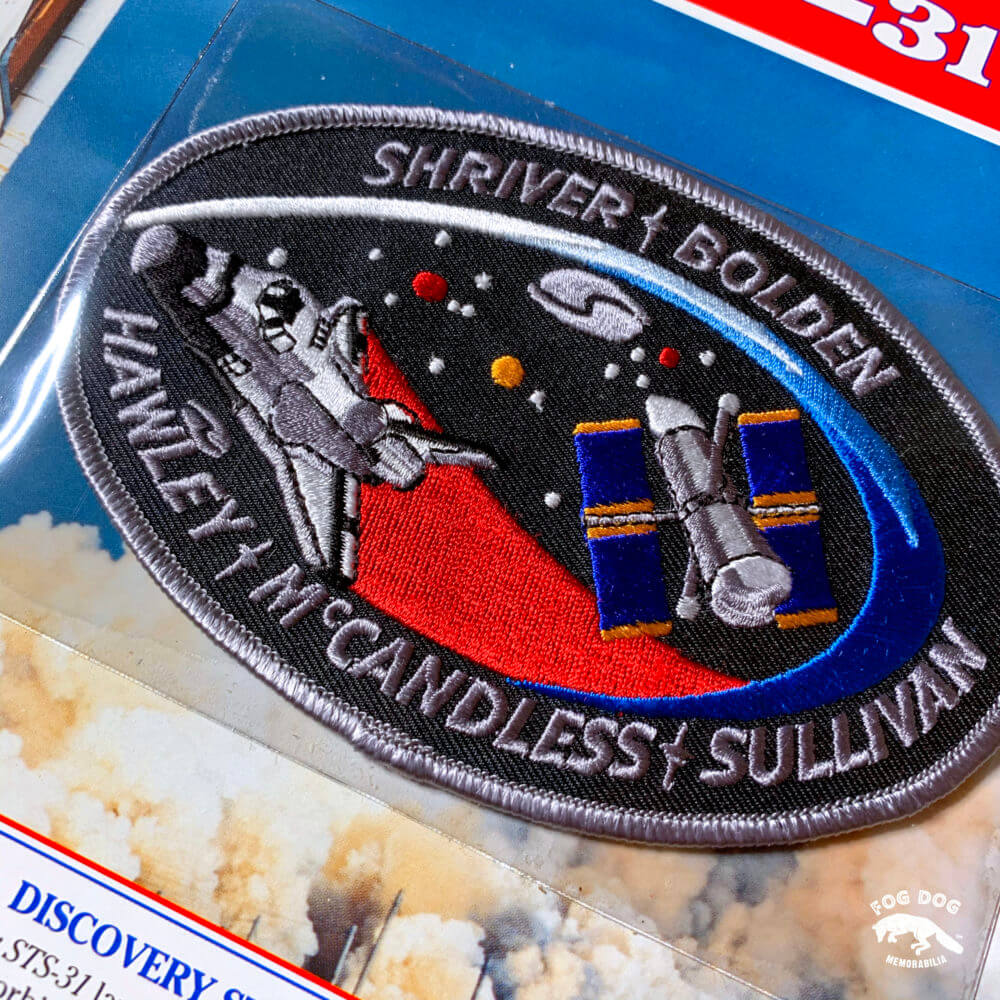 31
SHRIVER
BOLDEN
HAWLEY
McCANDLESS
SULLIVAN
DISCOVERY
STS-31
FOG DOG
MEMORABILIA